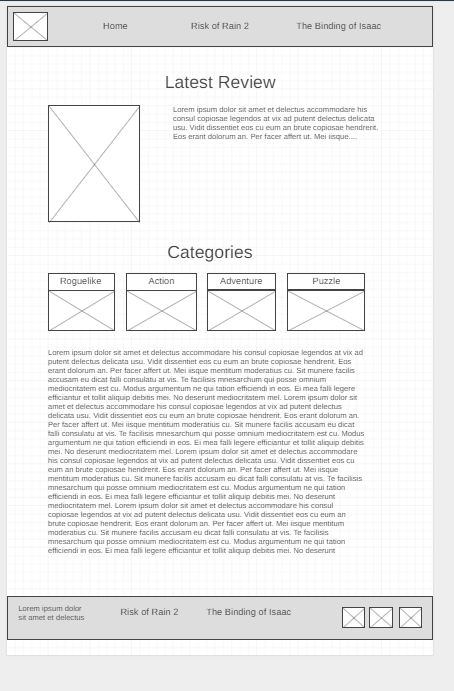 Home
Risk of Rain 2
The Binding of Isaac
Latest Review
Lorem ipsum dolor sit amet et delectus accommodare his
consul copiosae legendos at vix ad putent delectus delicata
usu. Vidit dissentiet eos cu eum an brute copiosae hendrerit.
Eos erant dolorum an. Per facer affert ut. Mei iisque....
Categories
Roguelike
Action
Adventure
Puzzle
Lorem ipsum dolor sit amet et delectus accommodare his consul copiosae legendos at vix ad
putent delectus delicata usu. Vidit dissentiet eos cu eum an brute copiosae hendrerit. Eos
erant dolorum an. Per facer affert ut. Mei iisque mentitum moderatius cu. Sit munere facilis
accusam eu dicat falli consulatu at vis. Te facilisis mnesarchum qui posse omnium
mediocritatem est cu. Modus argumentum ne qui tation efficiendi in eos. Ei mea falli legere
efficiantur et tollit aliquip debitis mei. No deserunt mediocritatem mel. Lorem ipsum dolor sit
amet et delectus accommodare his consul copiosae legendos at vix ad putent delectus
delicata usu. Vidit dissentiet eos cu eum an brute copiosae hendrerit. Eos erant dolorum an.
Per facer affert ut. Mei iisque mentitum moderatius cu. Sit munere facilis accusam eu dicat
falli consulatu at vis. Te facilisis mnesarchum qui posse omnium mediocritatem est cu. Modus
argumentum ne qui tation efficiendi in eos. Ei mea falli legere efficiantur et tollit aliquip debitis
mei. No deserunt mediocritatem mel. Lorem ipsum dolor sit amet et delectus accommodare
his consul copiosae legendos at vix ad putent delectus delicata usu. Vidit dissentiet eos cu
eum an brute copiosae hendrerit. Eos erant dolorum an. Per facer affert ut. Mei iisque
mentitum moderatius cu. Sit munere facilis accusam eu dicat falli consulatu at vis. Te facilisis
mnesarchum qui posse omnium mediocritatem est cu. Modus argumentum ne qui tation
efficiendi in eos. Ei mea falli legere efficiantur et tollit aliquip debitis mei. No deserunt
mediocritatem mel. Lorem ipsum dolor sit amet et delectus accommodare his consul
copiosae legendos at vix ad putent delectus delicata usu. Vidit dissentiet eos cu eum an
brute copiosae hendrerit. Eos erant dolorum an. Per facer affert ut. Mei iisque mentitum
moderatius cu. Sit munere facilis accusam eu dicat falli consulatu at vis. Te facilisis
mnesarchum qui posse omnium mediocritatem est cu. Modus argumentum ne qui tation
efficiendi in eos. Ei mea falli legere efficiantur et tollit aliquip debitis mei. No deserunt
Lorem ipsum dolor
sit amet et delectus
Risk of Rain 2
The Binding of Isaac